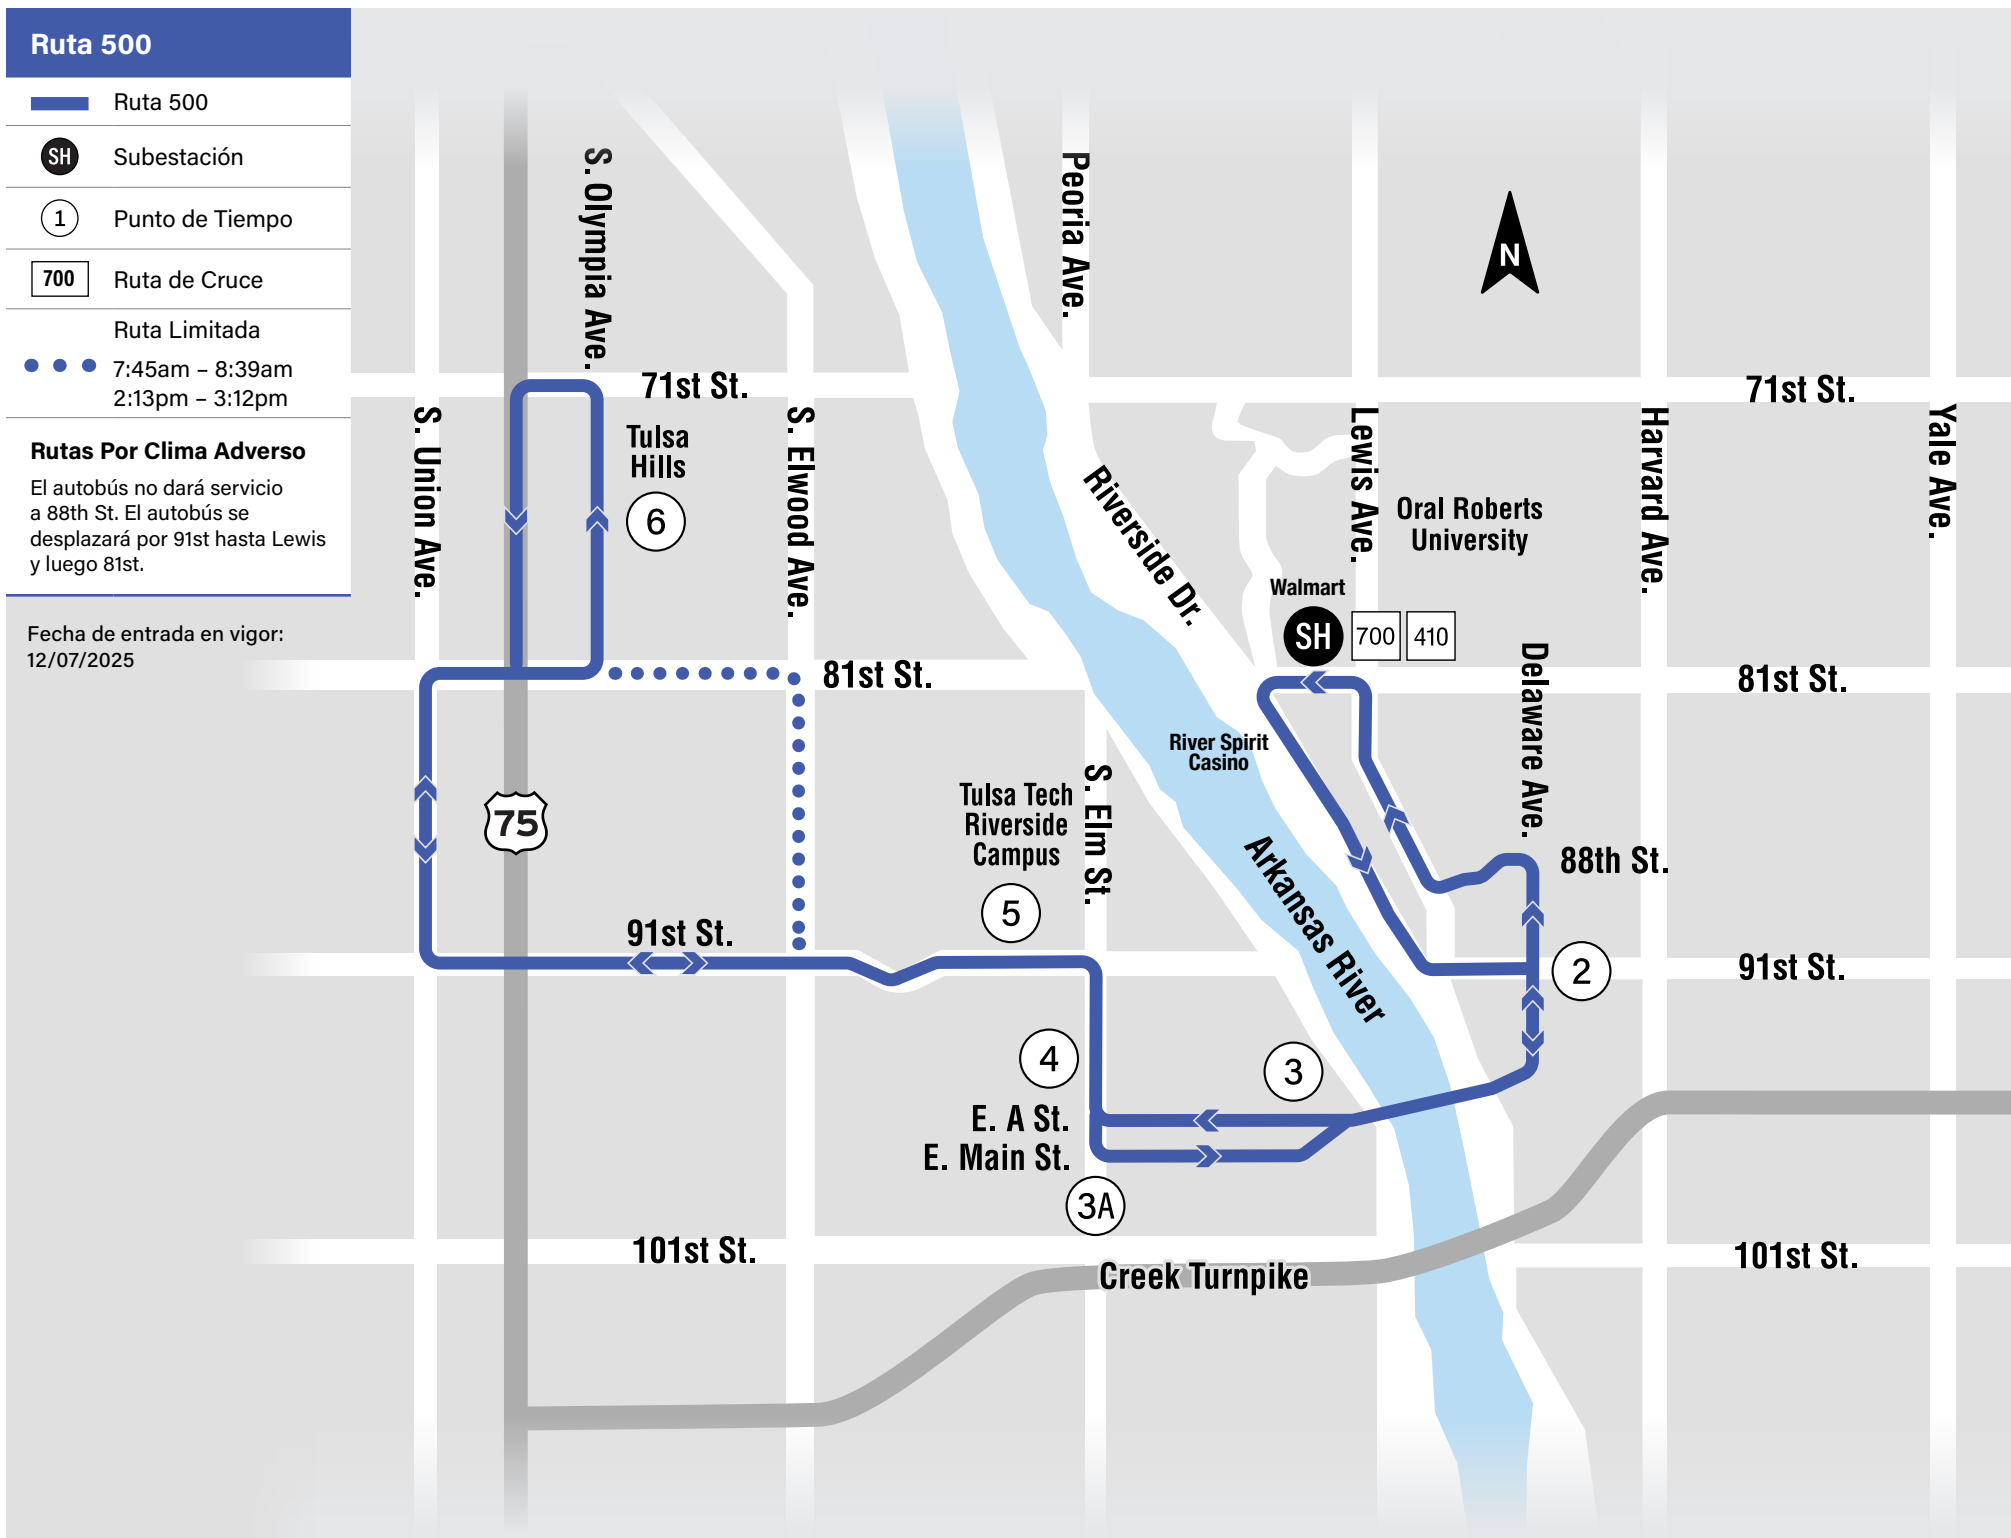 Ruta 500
Ruta 500
SH
Subestación
1
Punto de Tiempo
700
Ruta de Cruce
Ruta Limitada
7:45am – 8:39am
2:13pm – 3:12pm
Rutas Por Clima Adverso
El autobús no dará servicio
a 88th St. El autobús se
desplazará por 91st hasta Lewis
y luego 81st.
Fecha de entrada en vigor:
12/07/2025
S. Olympia Ave.
Peoria Ave.
N
71st St.
71st St.
S. Union Ave.
Tulsa
Hills
6
S. Elwood Ave.
Riverside Dr.
Lewis Ave.
Oral Roberts
University
Harvard Ave.
Yale Ave.
Walmart
SH
700
410
81st St.
81st St.
Delaware Ave.
River Spirit
Casino
75
Tulsa Tech
Riverside
Campus
5
S. Elm St.
Arkansas River
88th St.
91st St.
91st St.
2
4
3
E. A St.
E. Main St.
3A
101st St.
101st St.
Creek Turnpike